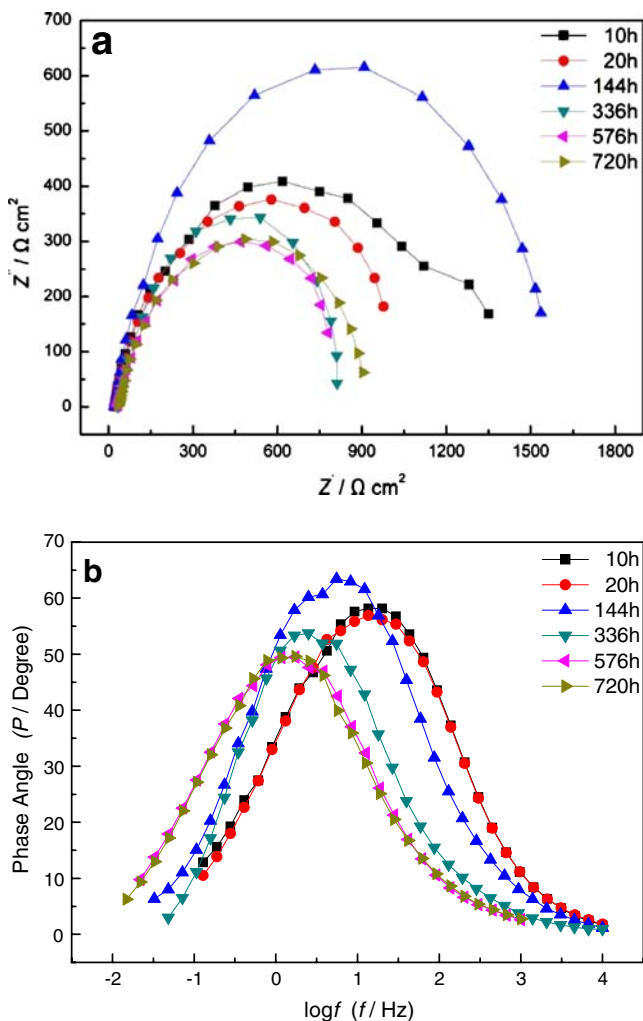 a
700
600
500
400
300
200
100
0
Z'' / Ω cm²
10h
20h
144h
336h
576h
720h
0 300 600 900 1200 1500 1800
Z' / Ω cm²
b
70
60
50
40
30
20
10
0
Phase Angle (P / Degree)
10h
20h
144h
336h
576h
720h
-2 -1 0 1 2 3 4
logf (f / Hz)